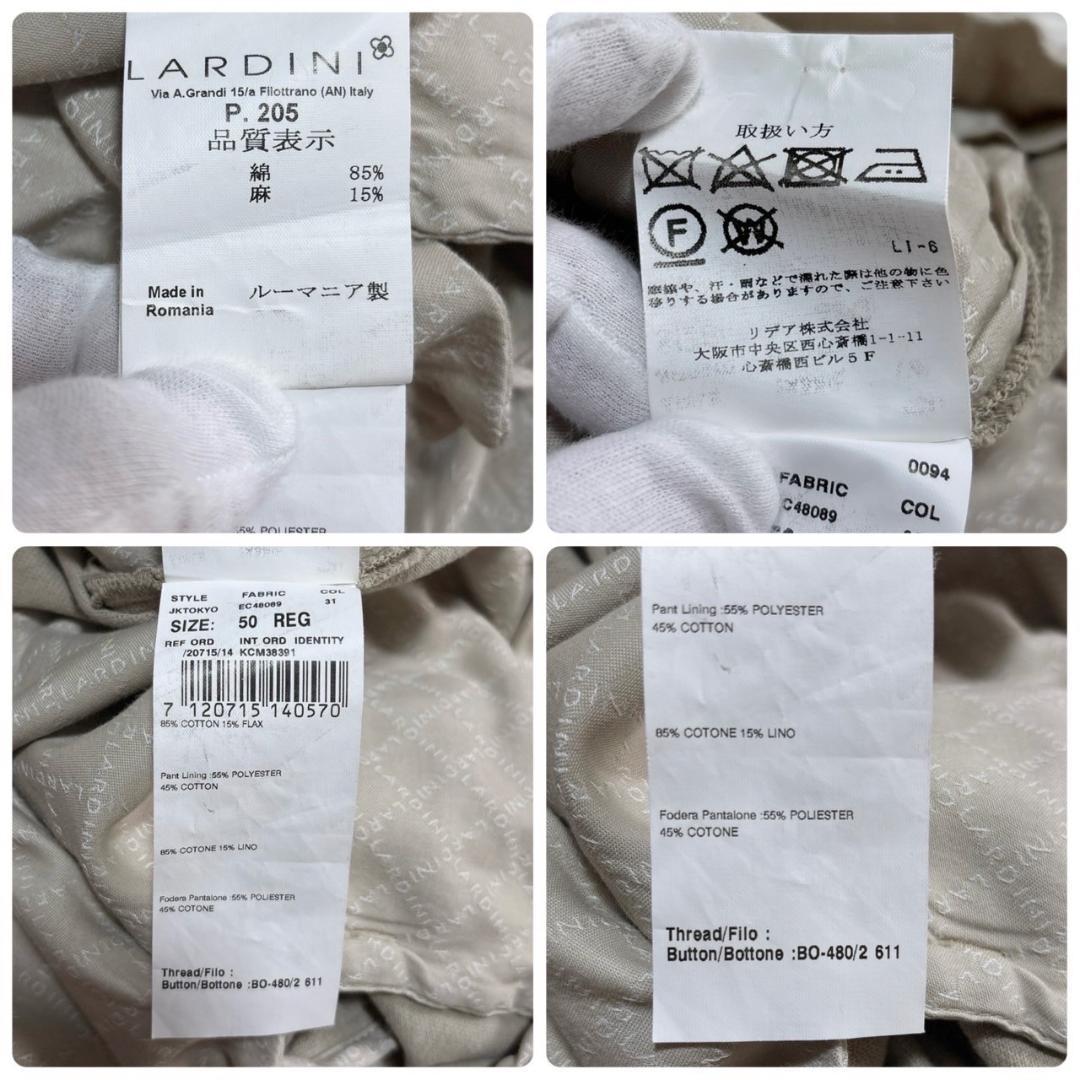 LARDINI
Via A.Grandi 15/a Filottrano (AN) Italy
P. 205
品質表示
綿 85%
麻 15%
Made in Romania
ルーマニア製
5% POLIESTER
取扱い方
F W
LI-6
摩擦や、汗・雨などで濡れた際は他の物に色
移りする場合がありますので、ご注意下さい
リデア株式会社
大阪市中央区西心斎橋1-1-11
心斎橋西ビル5F
0094
FABRIC
EC48089 COL
STYLE FABRIC COL
JKTOKYO EC48089 31
SIZE: 50 REG
REF ORD INT ORD IDENTITY
/20715/14 KCM38391
7 120715 140570
85% COTTON 15% FLAX
Pant Lining :55% POLYESTER
45% COTTON
85% COTONE 15% LINO
Fodera Pantalone :55% POLIESTER
45% COTONE
Thread/Filo :
Button/Bottone :BO-480/2 611
Pant Lining :55% POLYESTER
45% COTTON
85% COTONE 15% LINO
Fodera Pantalone :55% POLIESTER
45% COTONE
Thread/Filo :
Button/Bottone :BO-480/2 611